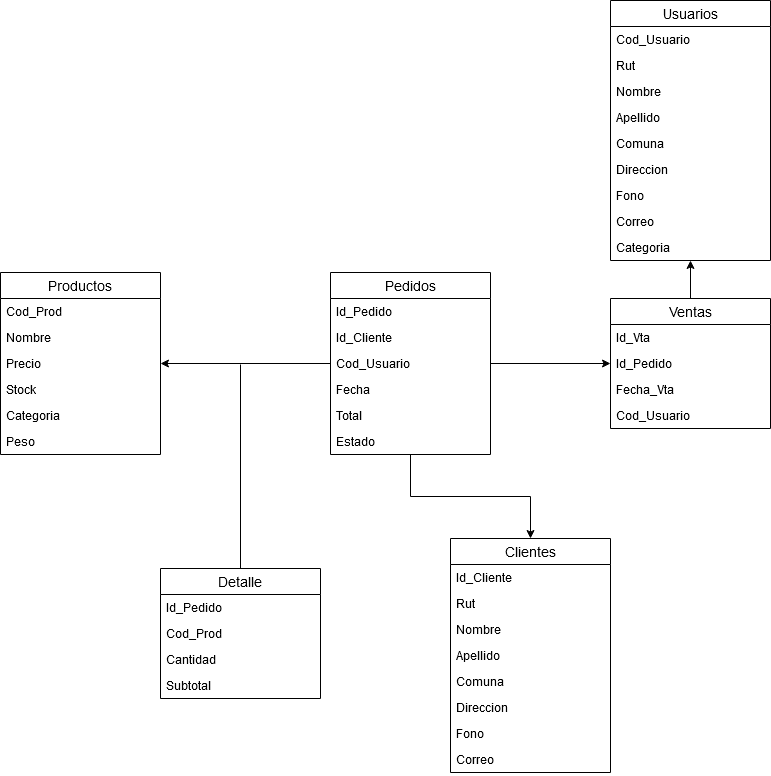 Usuarios
Cod_Usuario
Rut
Nombre
Apellido
Comuna
Direccion
Fono
Correo
Categoria
Productos
Cod_Prod
Nombre
Precio
Stock
Categoria
Peso
Pedidos
Id_Pedido
Id_Cliente
Cod_Usuario
Fecha
Total
Estado
Ventas
Id_Vta
Id_Pedido
Fecha_Vta
Cod_Usuario
Detalle
Id_Pedido
Cod_Prod
Cantidad
Subtotal
Clientes
Id_Cliente
Rut
Nombre
Apellido
Comuna
Direccion
Fono
Correo